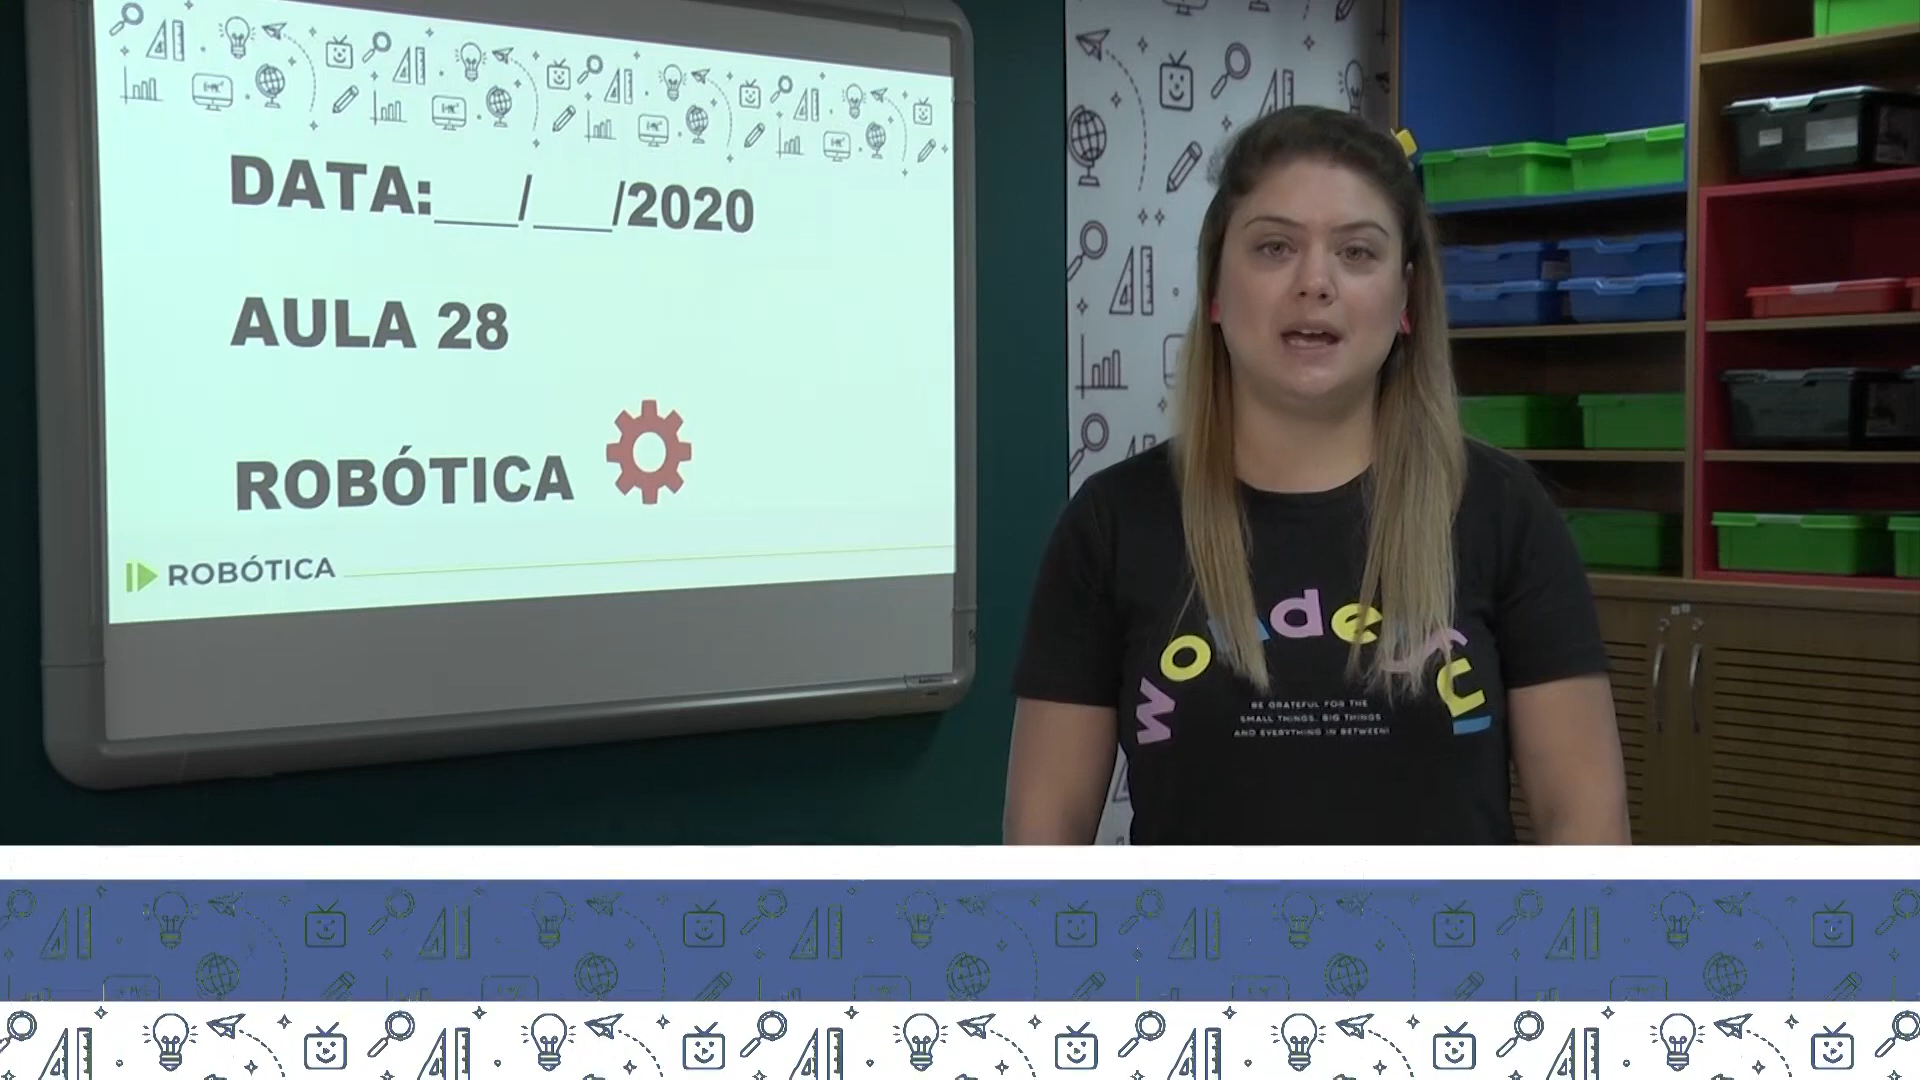 DATA:___/___/2020
AULA 28
ROBÓTICA
ROBÓTICA
wonderful
BE GRATEFUL FOR THE
SMALL THINGS, BIG THINGS
AND EVERYTHING IN BETWEEN!